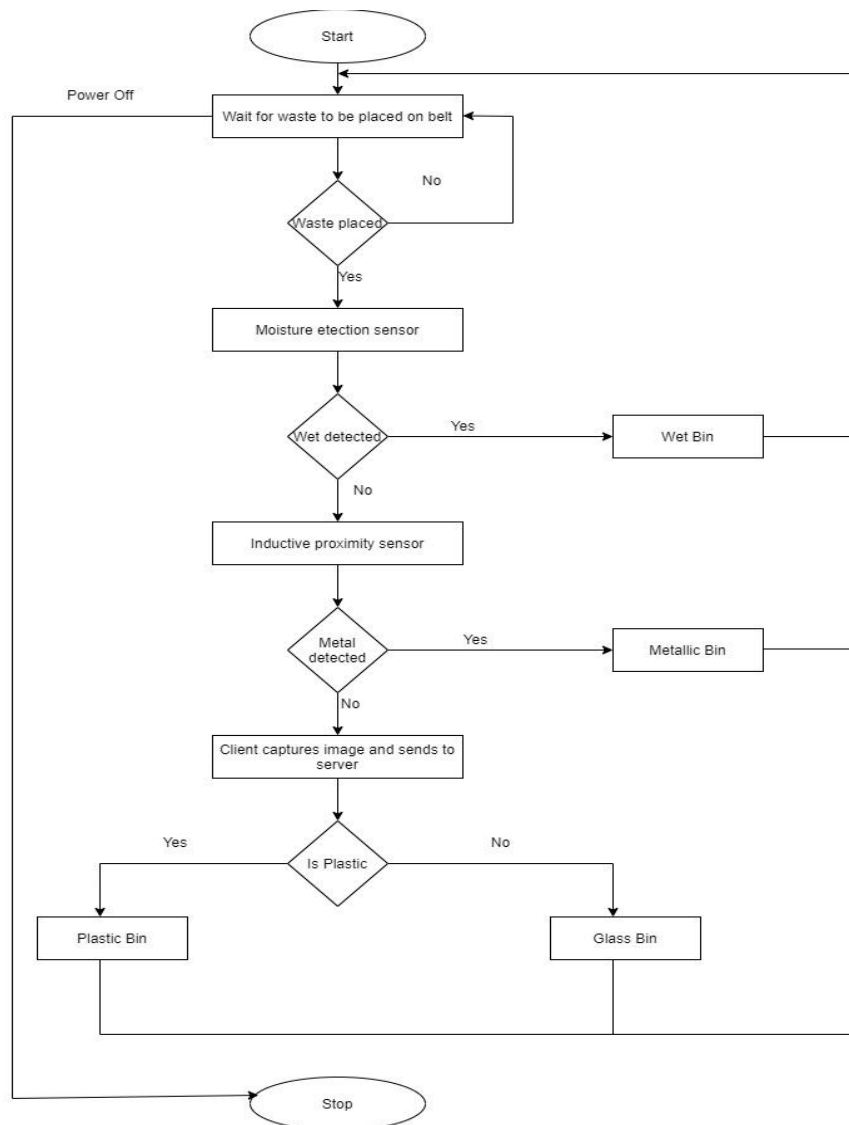 Start
Power Off
Wait for waste to be placed on belt
No
Waste placed
Yes
Moisture etection sensor
Wet detected
Yes
Wet Bin
No
Inductive proximity sensor
Metal
detected
Yes
Metallic Bin
No
Client captures image and sends to
server
Yes
Is Plastic
No
Plastic Bin
Glass Bin
Stop